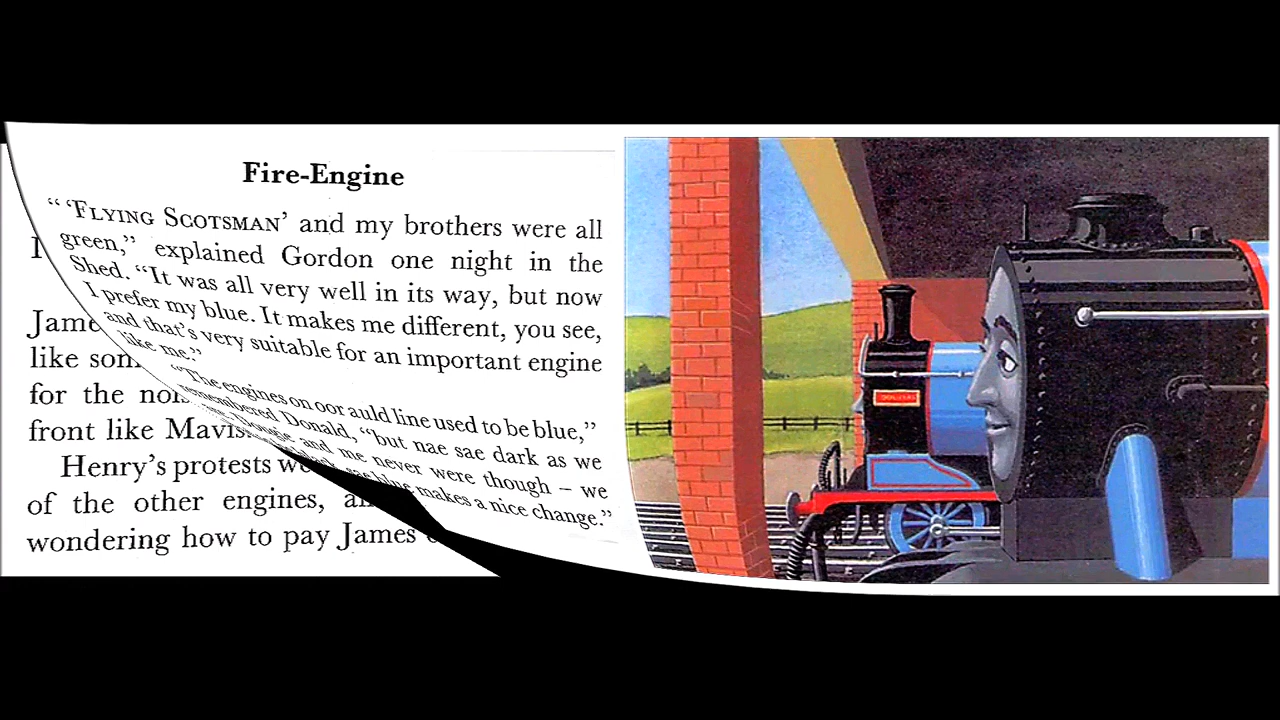 Fire-Engine
“ ‘FLYING SCOTSMAN’ and my brothers were all
green,” explained Gordon one night in the
Shed. “It was all very well in its way, but now
I prefer my blue. It makes me different, you see,
and that’s very suitable for an important engine
like me.”
“The engines on oor auld line used to be blue,”
remembered Donald, “but nae sae dark as we
and me never were though – we
blue makes a nice change.”
Jame
like som
for the
front like Mavis.
Henry’s protests
of the other engines,
wondering how to pay James